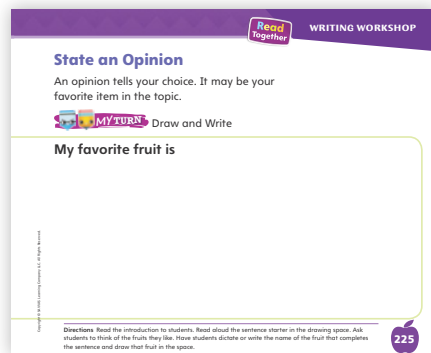 Read
Together
WRITING WORKSHOP
State an Opinion
An opinion tells your choice. It may be your
favorite item in the topic.
MY TURN Draw and Write
My favorite fruit is
Directions Read the introduction to students. Read aloud the sentence starter in the drawing space. Ask
students to think of the fruits they like. Have students dictate or write the name of the fruit that completes
the sentence and draw that fruit in the space.
225